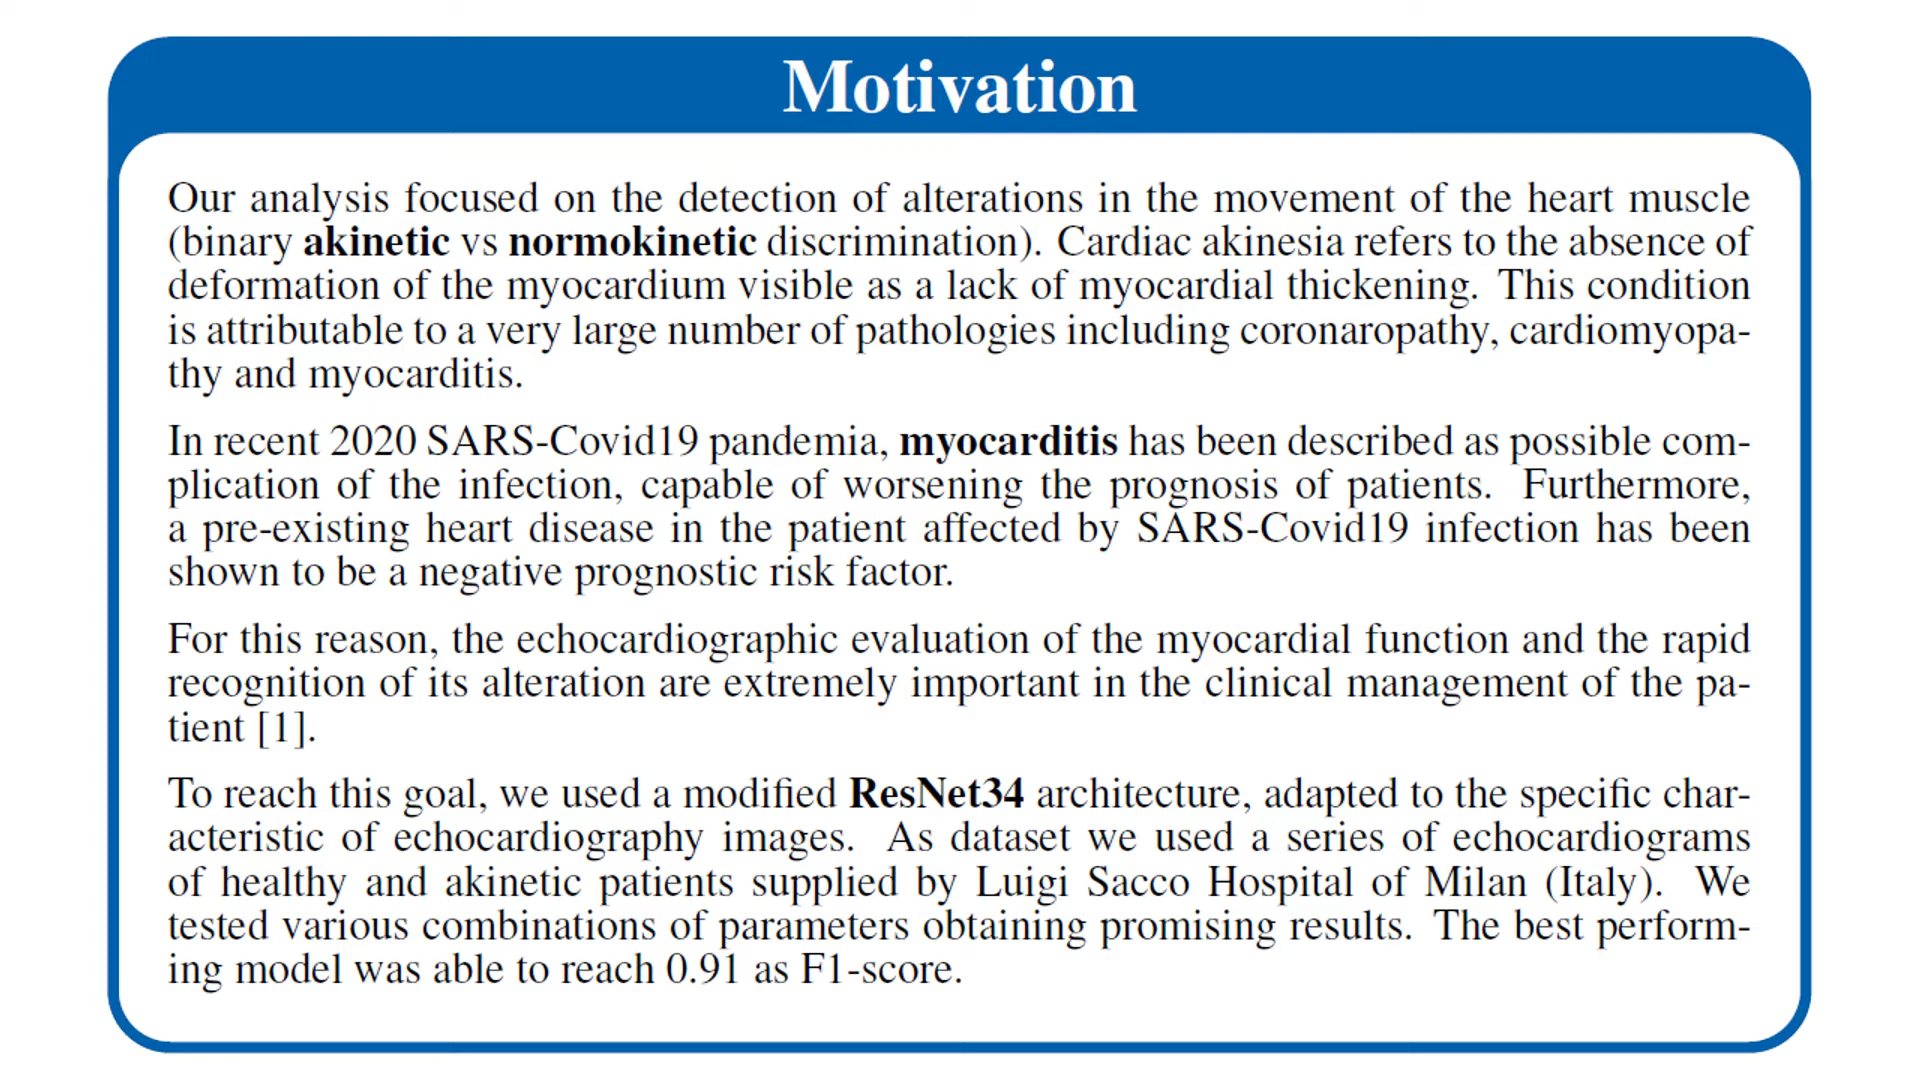 Motivation
Our analysis focused on the detection of alterations in the movement of the heart muscle
(binary akinetic vs normokinetic discrimination). Cardiac akinesia refers to the absence of
deformation of the myocardium visible as a lack of myocardial thickening. This condition
is attributable to a very large number of pathologies including coronaropathy, cardiomyopa-
thy and myocarditis.
In recent 2020 SARS-Covid19 pandemia, myocarditis has been described as possible com-
plication of the infection, capable of worsening the prognosis of patients. Furthermore,
a pre-existing heart disease in the patient affected by SARS-Covid19 infection has been
shown to be a negative prognostic risk factor.
For this reason, the echocardiographic evaluation of the myocardial function and the rapid
recognition of its alteration are extremely important in the clinical management of the pa-
tient [1].
To reach this goal, we used a modified ResNet34 architecture, adapted to the specific char-
acteristic of echocardiography images. As dataset we used a series of echocardiograms
of healthy and akinetic patients supplied by Luigi Sacco Hospital of Milan (Italy). We
tested various combinations of parameters obtaining promising results. The best perform-
ing model was able to reach 0.91 as F1-score.